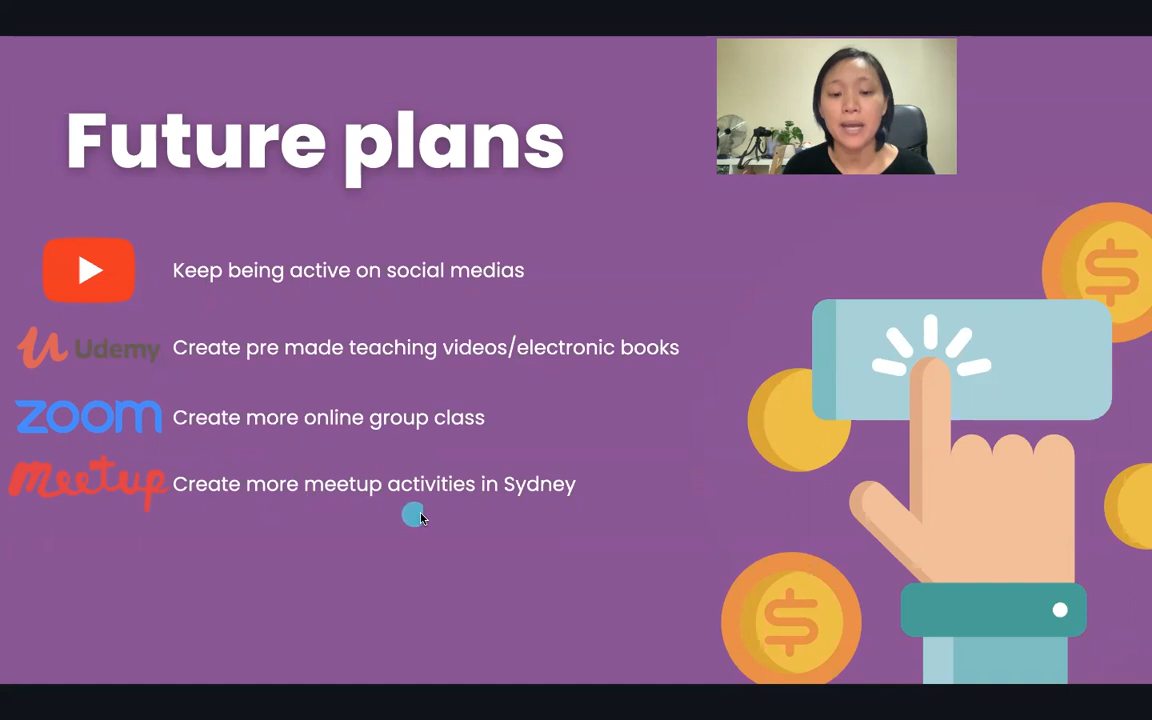 Future plans
Keep being active on social medias
Udemy Create pre made teaching videos/electronic books
zoom Create more online group class
meetup Create more meetup activities in Sydney
$
$